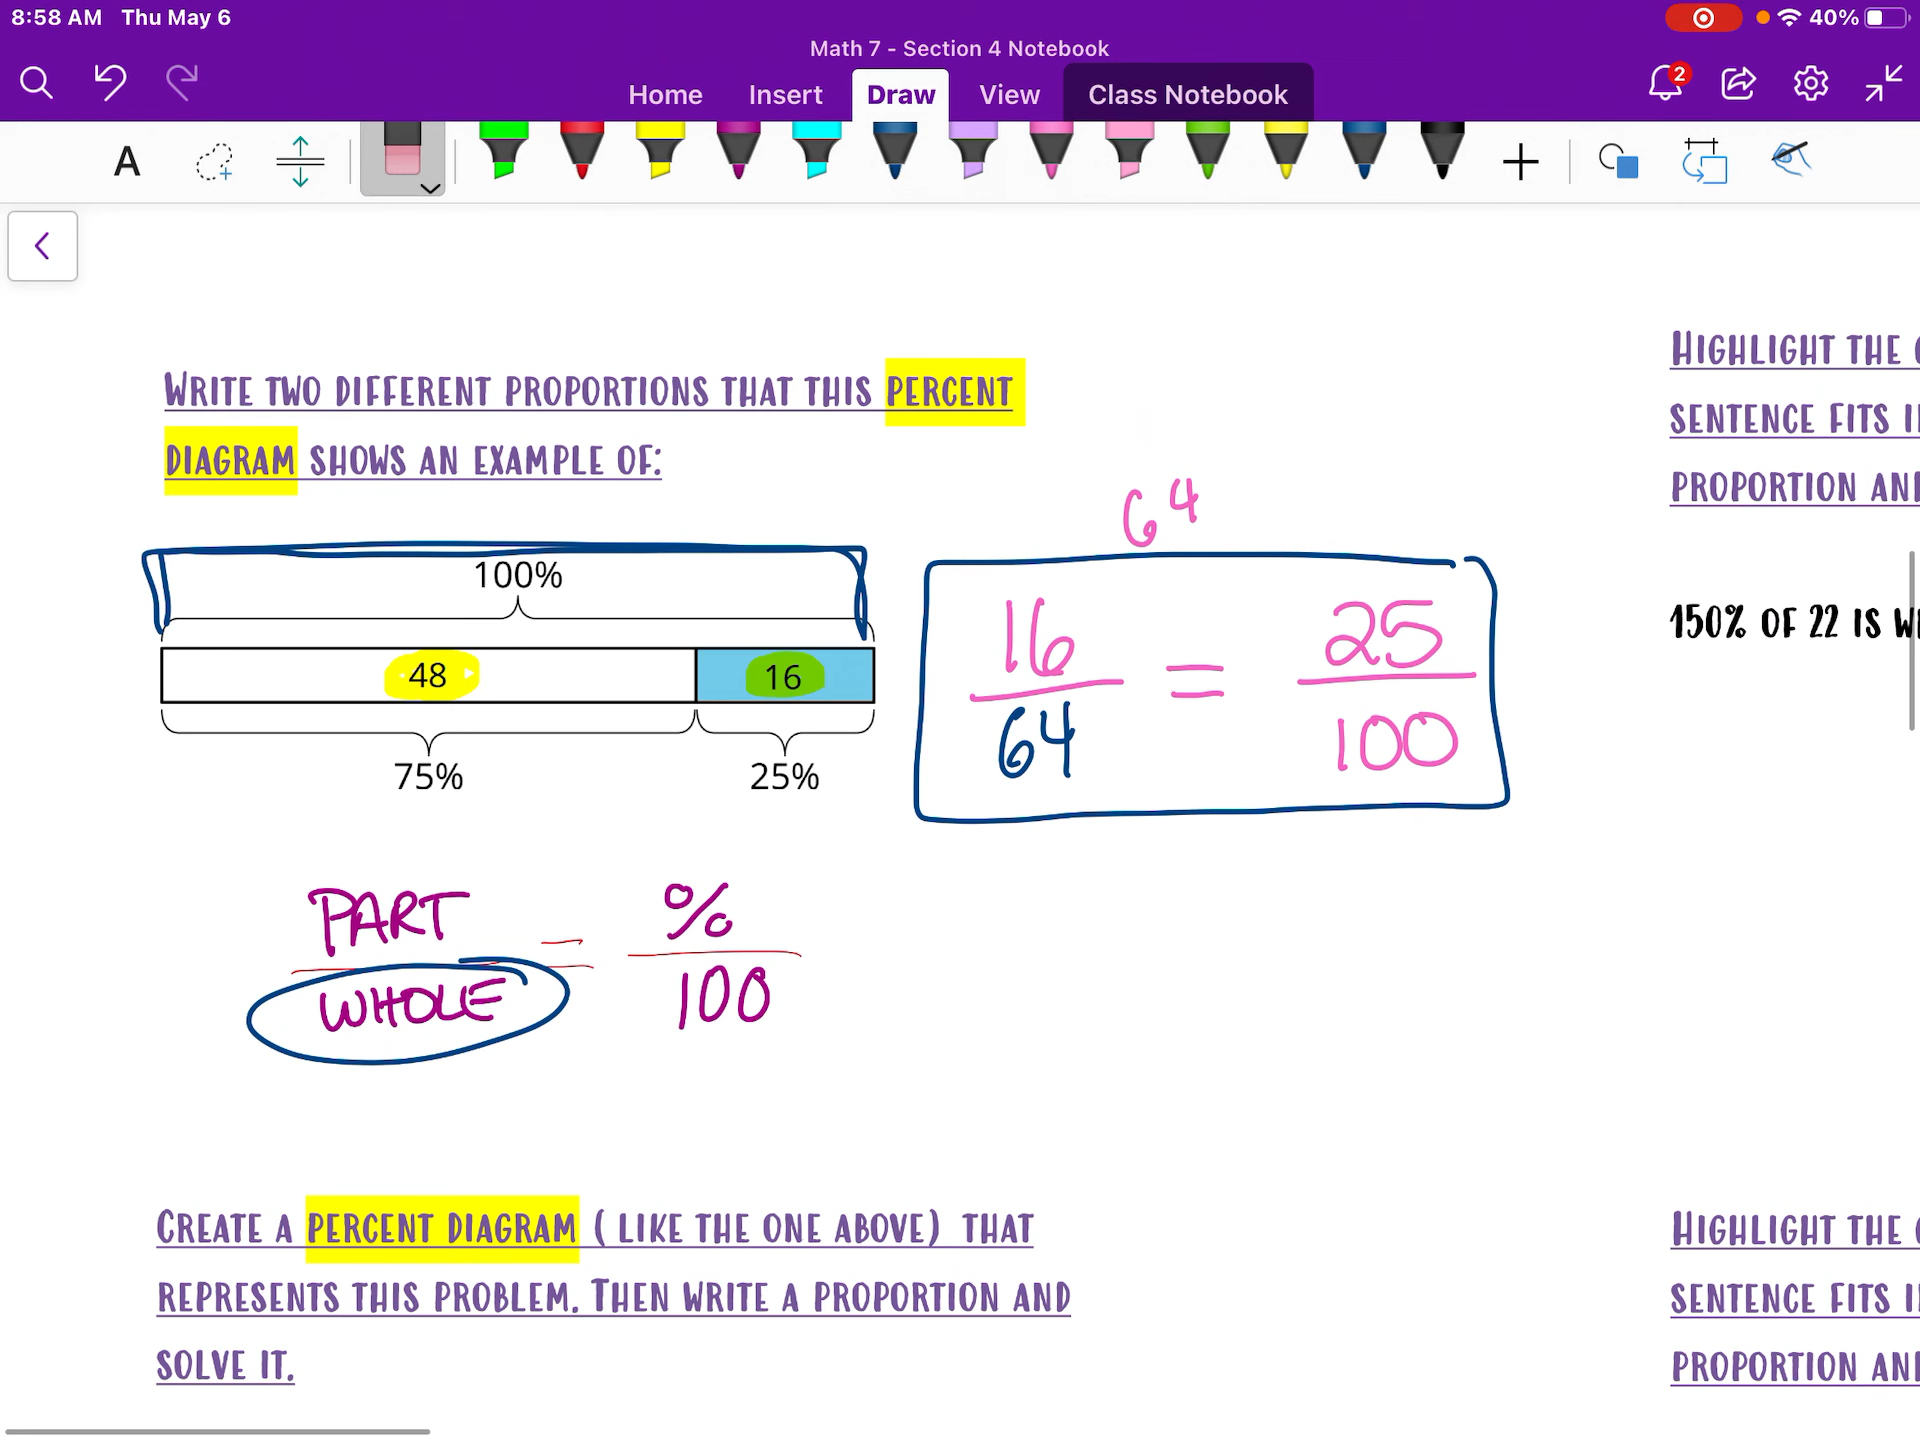 8:58 AM Thu May 6
40%
Math 7 - Section 4 Notebook
2
Home Insert Draw View Class Notebook
A
WRITE TWO DIFFERENT PROPORTIONS THAT THIS PERCENT
DIAGRAM SHOWS AN EXAMPLE OF:
64
100%
48 16
75% 25%
16 = 25
64 100
PART = %
WHOLE 100
HIGHLIGHT THE
SENTENCE FITS
PROPORTION
150% OF 22 IS
CREATE A PERCENT DIAGRAM (LIKE THE ONE ABOVE) THAT
REPRESENTS THIS PROBLEM. THEN WRITE A PROPORTION AND
SOLVE IT.
HIGHLIGHT THE
SENTENCE FITS
PROPORTION